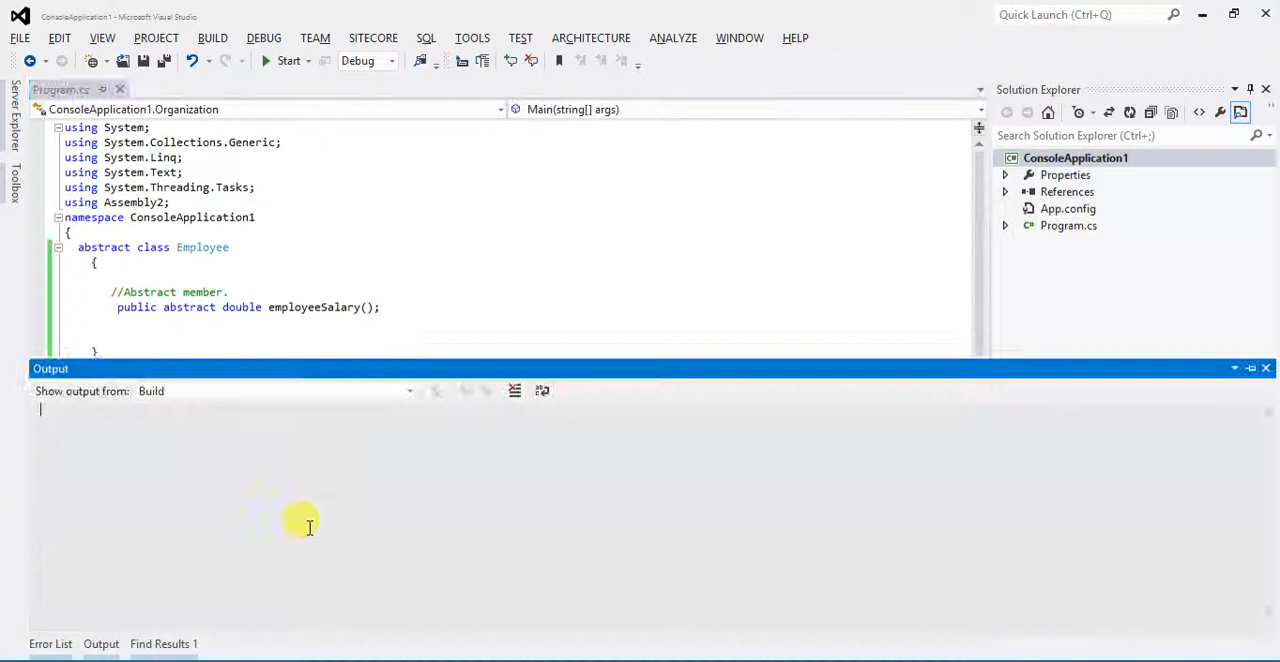 ConsoleApplication1 - Microsoft Visual Studio
Quick Launch (Ctrl+Q)
FILE EDIT VIEW PROJECT BUILD DEBUG TEAM SITECORE SQL TOOLS TEST ARCHITECTURE ANALYZE WINDOW HELP
Start Debug
Server Explorer
Toolbox
Program.cs
ConsoleApplication1.Organization
Main(string[] args)
using System;
using System.Collections.Generic;
using System.Linq;
using System.Text;
using System.Threading.Tasks;
using Assembly2;
namespace ConsoleApplication1
{
abstract class Employee
{
//Abstract member.
public abstract double employeeSalary();
}
Solution Explorer
Search Solution Explorer (Ctrl+;)
ConsoleApplication1
Properties
References
App.config
Program.cs
Output
Show output from: Build
Error List Output Find Results 1